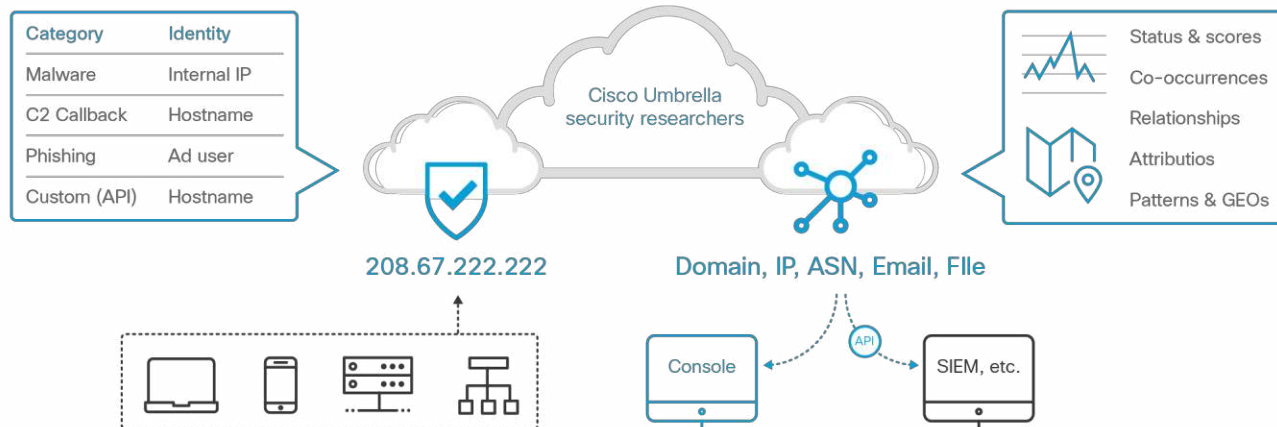 Category Identity
Malware Internal IP
C2 Callback Hostname
Phishing Ad user
Custom (API) Hostname
Cisco Umbrella
security researchers
Status & scores
Co-occurrences
Relationships
Attributios
Patterns & GEOs
208.67.222.222
Domain, IP, ASN, Email, FIle
API
Console
SIEM, etc.